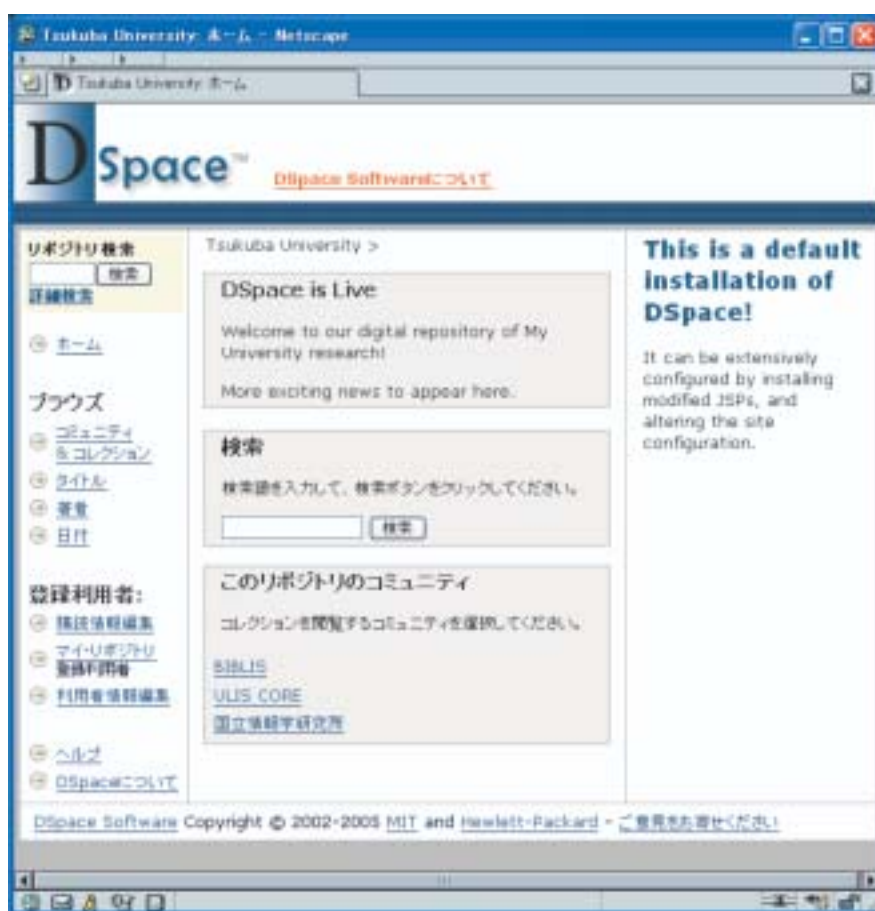 Tsukuba University: ホーム - Netscape
Tsukuba University: ホーム
DSpace™
DSpace Softwareについて
リポジトリ検索
検索
詳細検索
ホーム
ブラウズ
コミュニティ
& コレクション
タイトル
著者
日付
登録利用者:
購読情報編集
マイ・リポジトリ
登録利用者
利用者情報編集
ヘルプ
DSpaceについて
Tsukuba University >
DSpace is Live
Welcome to our digital repository of My
University research!
More exciting news to appear here.
検索
検索語を入力して、検索ボタンをクリックしてください。
検索
このリポジトリのコミュニティ
コレクションを閲覧するコミュニティを選択してください。
BIBLIS
ULIS CORE
国立情報学研究所
This is a default
installation of
DSpace!
It can be extensively
configured by installing
modified JSPs, and
altering the site
configuration.
DSpace Software Copyright © 2002-2005 MIT and Hewlett-Packard - ご意見をお寄せください